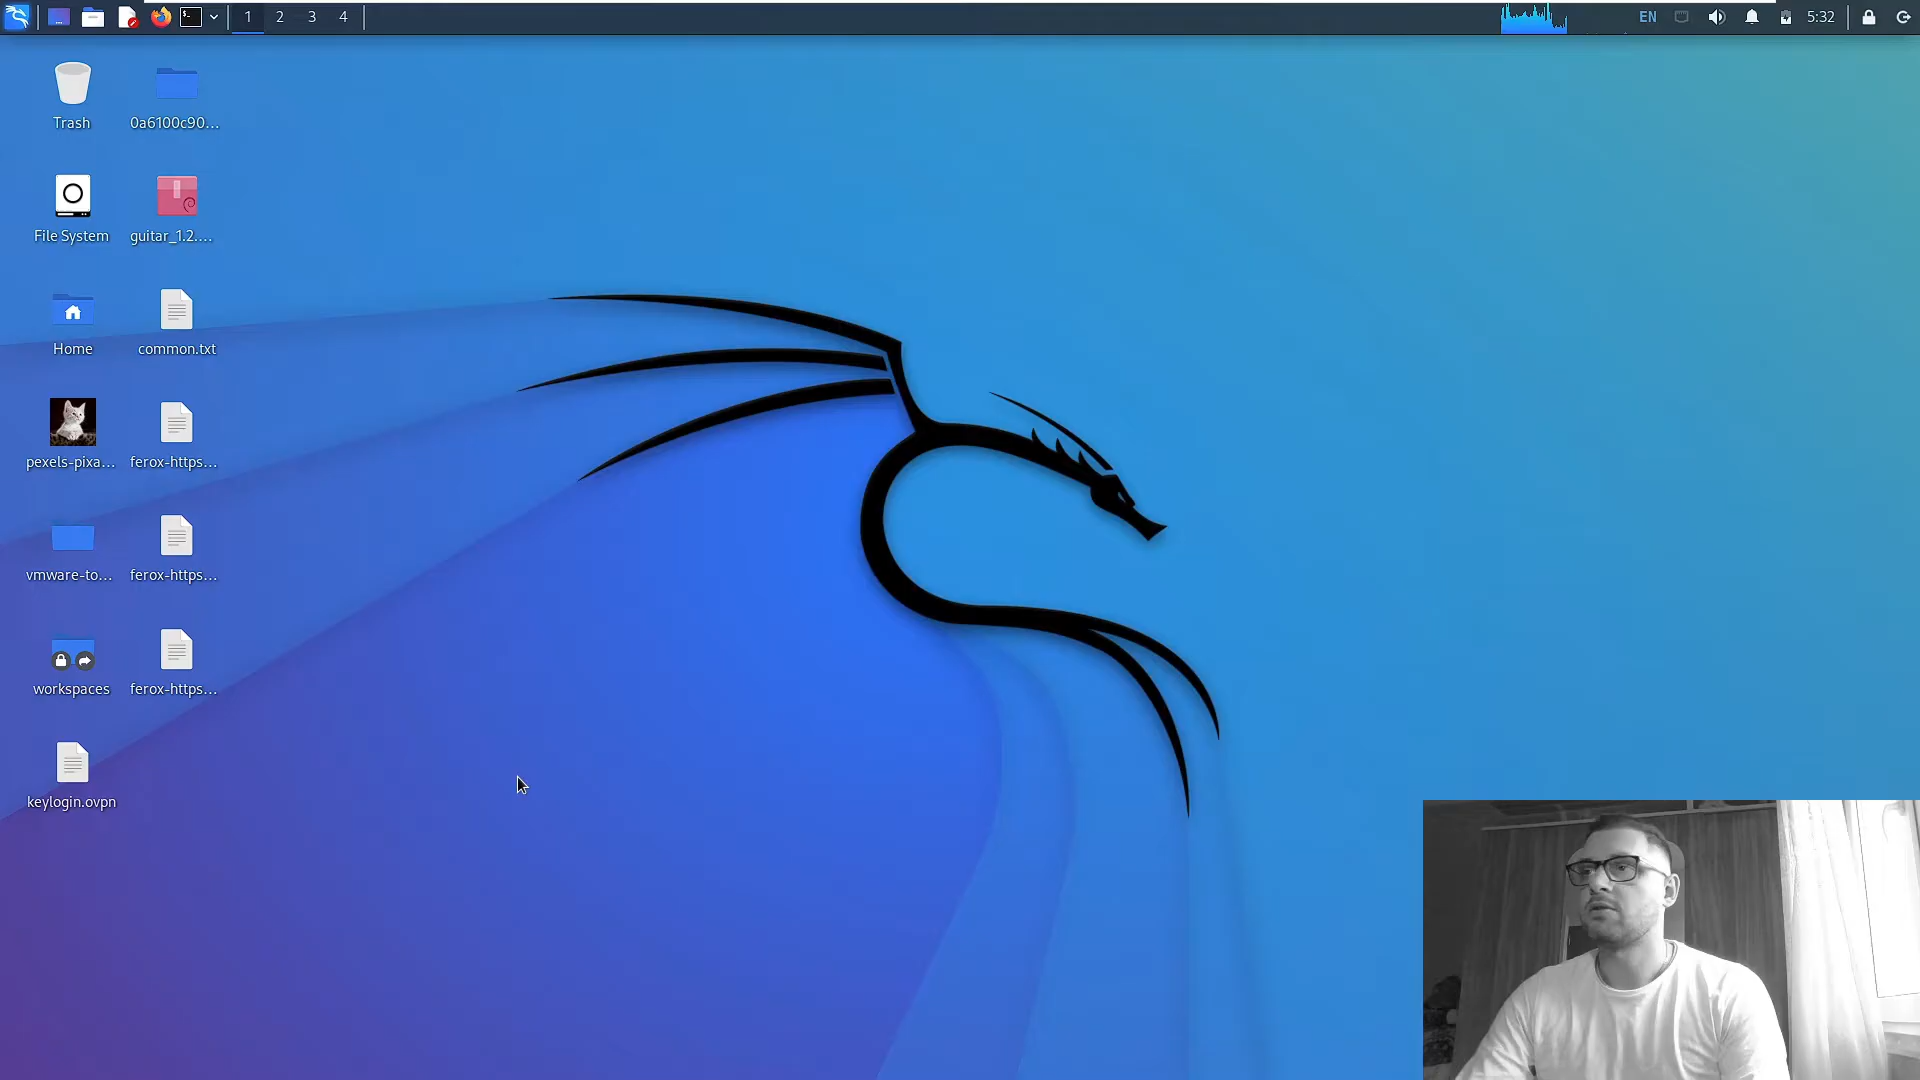 1 2 3 4
EN 5:32
Trash
0a6100c90...
File System
guitar_1.2....
Home
common.txt
pexels-pixa...
ferox-https...
vmware-to...
ferox-https...
workspaces
ferox-https...
keylogin.ovpn